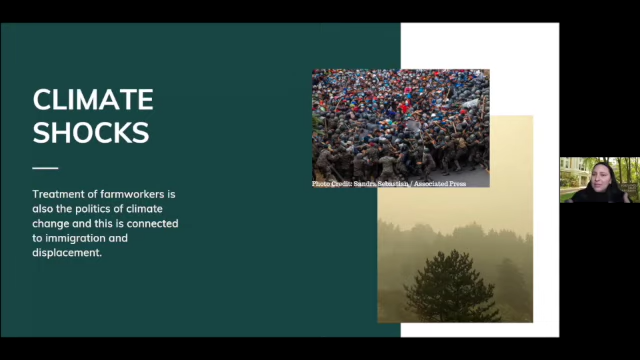 CLIMATE
SHOCKS
Treatment of farmworkers is
also the politics of climate
change and this is connected
to immigration and
displacement.
Photo Credit: Sandra Sebastian / Associated Press